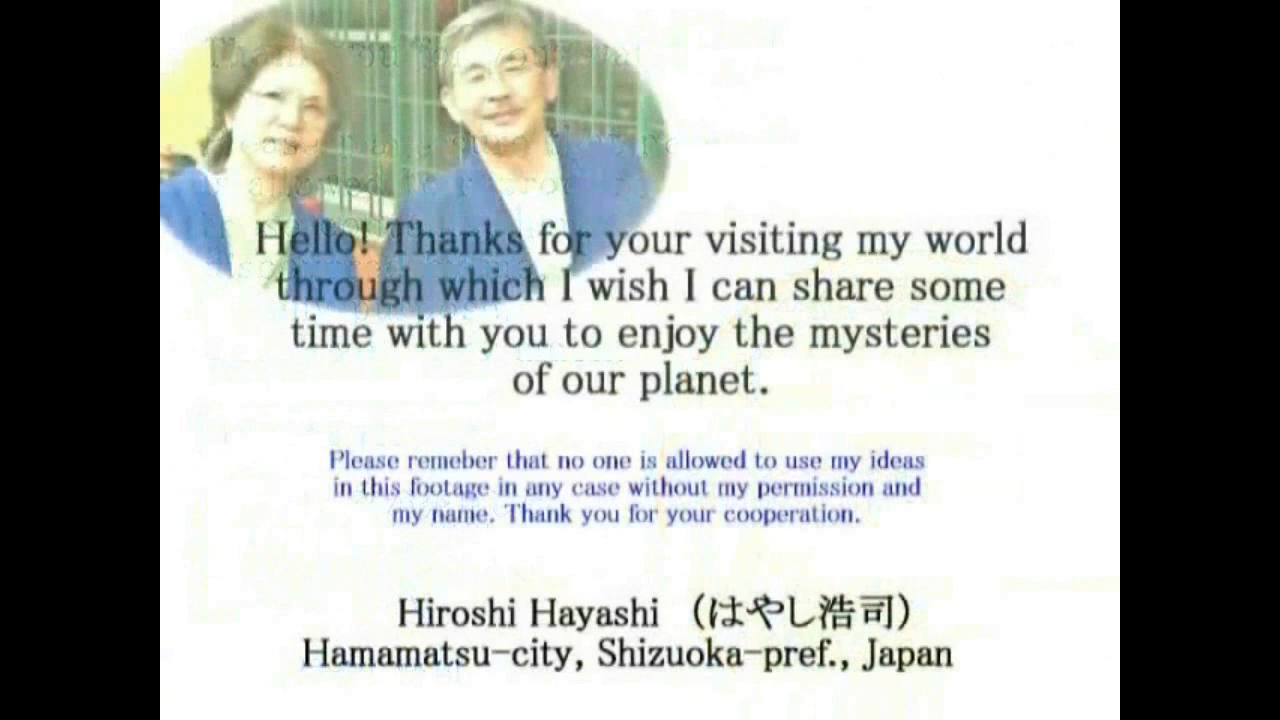 Hello! Thanks for your visiting my world
through which I wish I can share some
time with you to enjoy the mysteries
of our planet.
Please remeber that no one is allowed to use my ideas
in this footage in any case without my permission and
my name. Thank you for your cooperation.
Hiroshi Hayashi （はやし浩司）
Hamamatsu-city, Shizuoka-pref., Japan